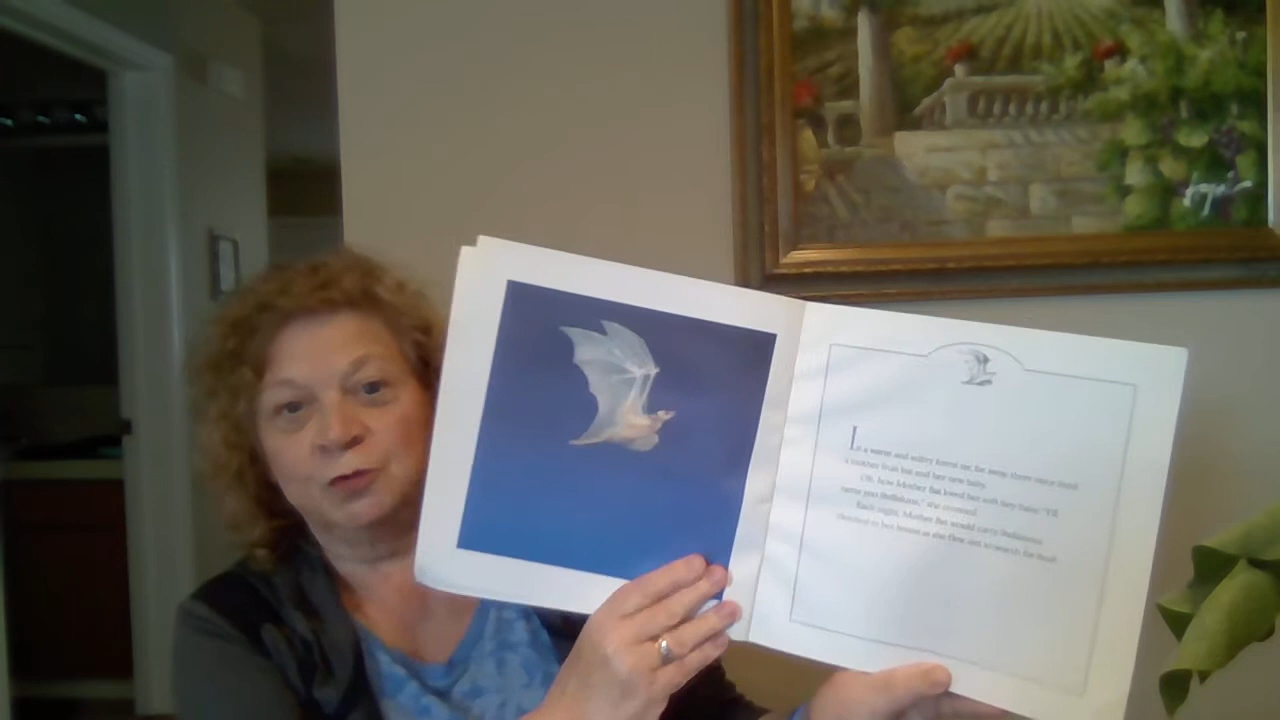 In a warm and sultry forest far, far away, there once lived
a mother fruit bat and her new baby.
Oh, how Mother Bat loved her soft tiny baby. "I'll
name you Stellaluna," she crooned.
Each night, Mother Bat would carry Stellaluna
clutched to her breast as she flew out to search for food.